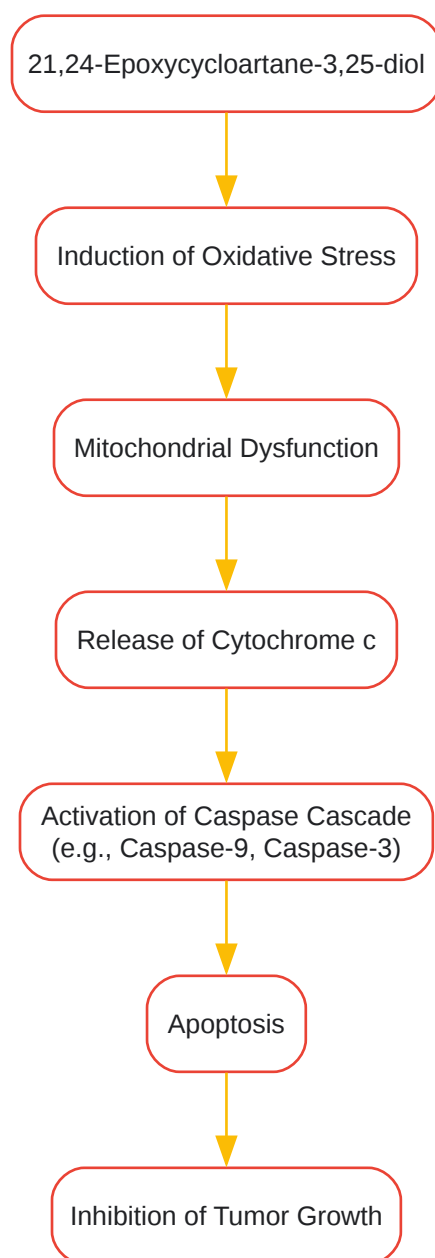 21,24-Epoxycycloartane-3,25-diol
Induction of Oxidative Stress
Mitochondrial Dysfunction
Release of Cytochrome c
Activation of Caspase Cascade
(e.g., Caspase-9, Caspase-3)
Apoptosis
Inhibition of Tumor Growth